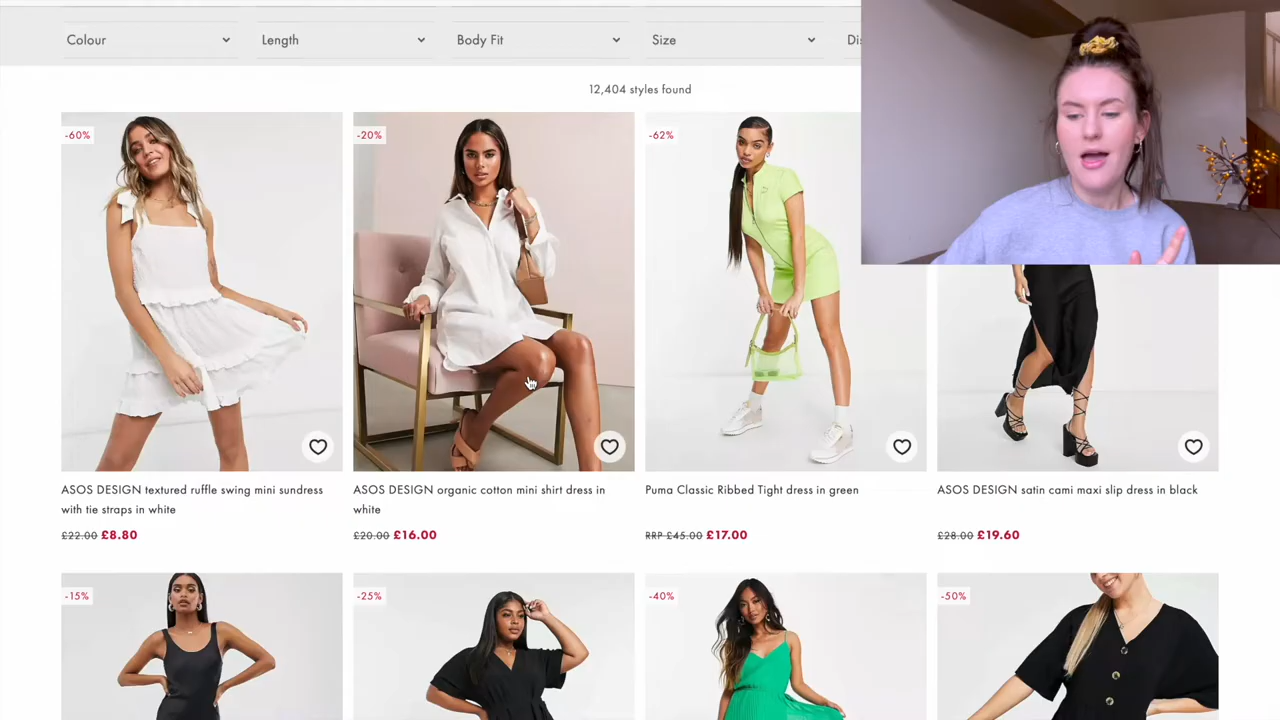 Colour
Length
Body Fit
Size
Di
12,404 styles found
-60%
-20%
-62%
ASOS DESIGN textured ruffle swing mini sundress
with tie straps in white
£22.00 £8.80
ASOS DESIGN organic cotton mini shirt dress in
white
£20.00 £16.00
Puma Classic Ribbed Tight dress in green
RRP £45.00 £17.00
ASOS DESIGN satin cami maxi slip dress in black
£28.00 £19.60
-15%
-25%
-40%
-50%